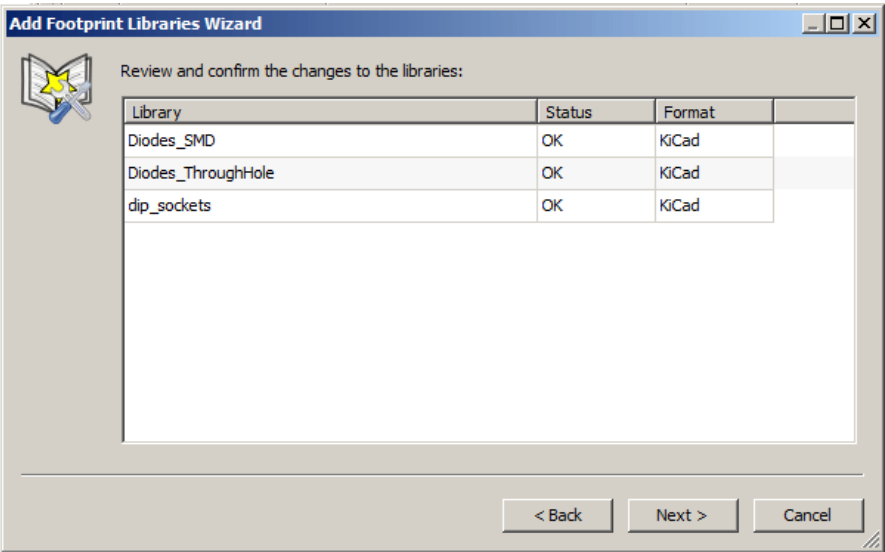 Add Footprint Libraries Wizard
Review and confirm the changes to the libraries:
Library Status Format
Diodes_SMD OK KiCad
Diodes_ThroughHole OK KiCad
dip_sockets OK KiCad
< Back Next > Cancel